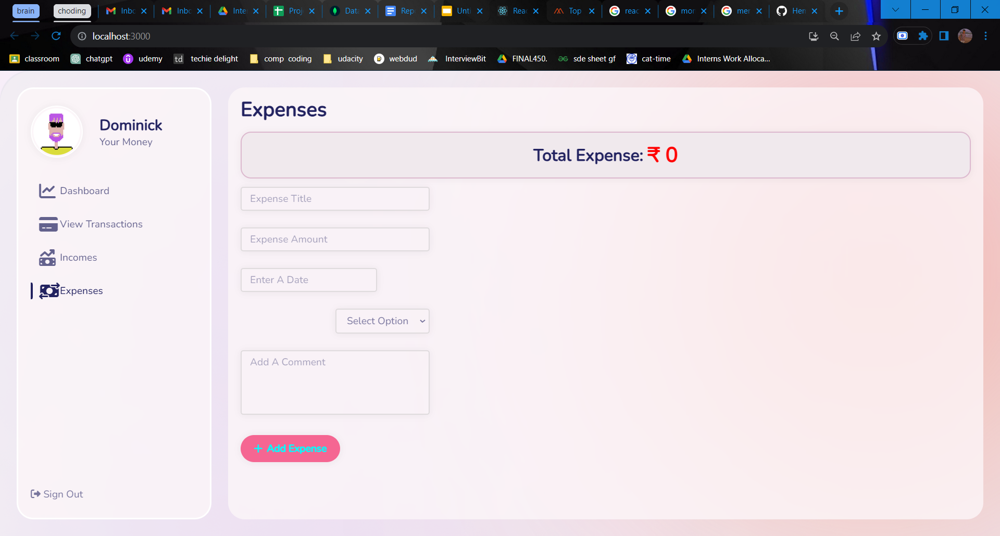 brain choding Inbc Inbc Inte Proj Data Rep Unti Reac Top reac mor mer Hen
localhost:3000
classroom chatgpt udemy td techie delight comp coding udacity webdud InterviewBit FINAL450. sde sheet gf cat-time Interns Work Alloca...
Dominick
Your Money
Dashboard
View Transactions
Incomes
Expenses
Sign Out
Expenses
Total Expense: ₹ 0
Expense Title
Expense Amount
Enter A Date
Select Option
Add A Comment
+ Add Expense